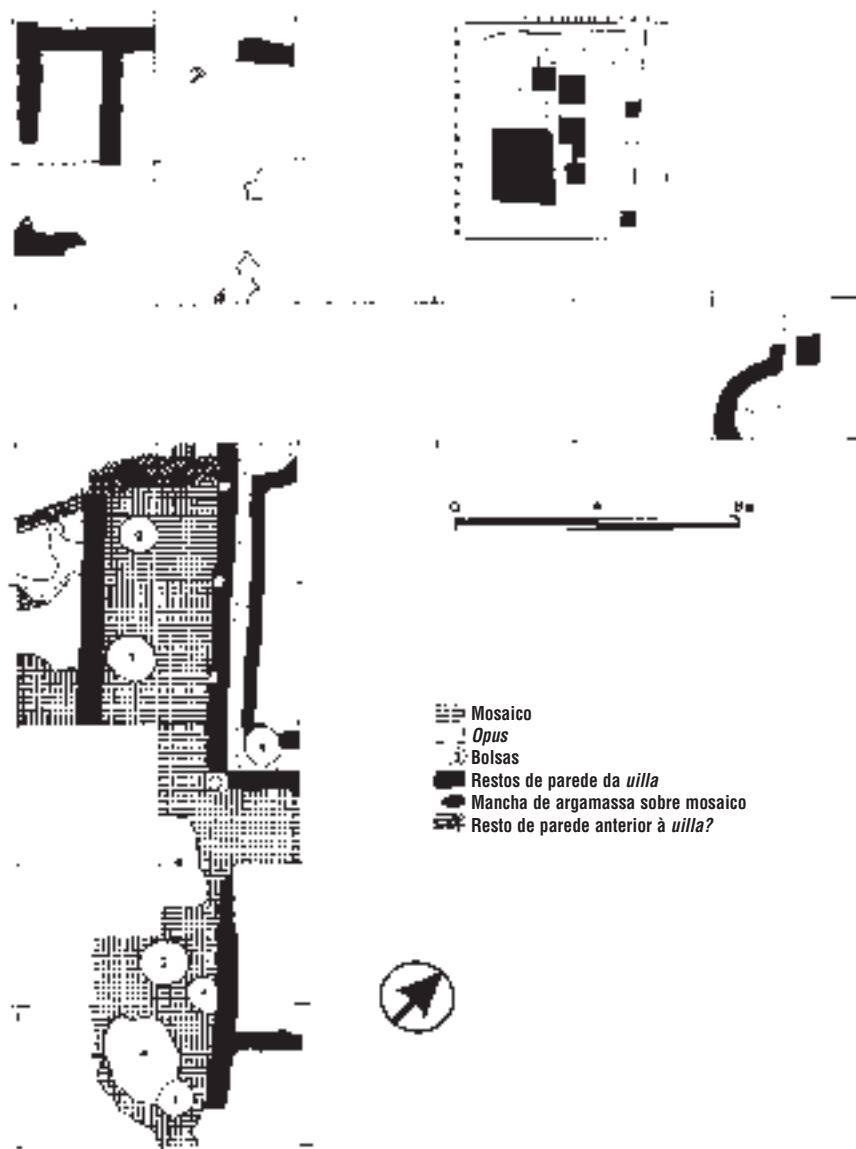 Mosaico
Opus
Bolsas
Restos de parede da uilla
Mancha de argamassa sobre mosaico
Resto de parede anterior à uilla?